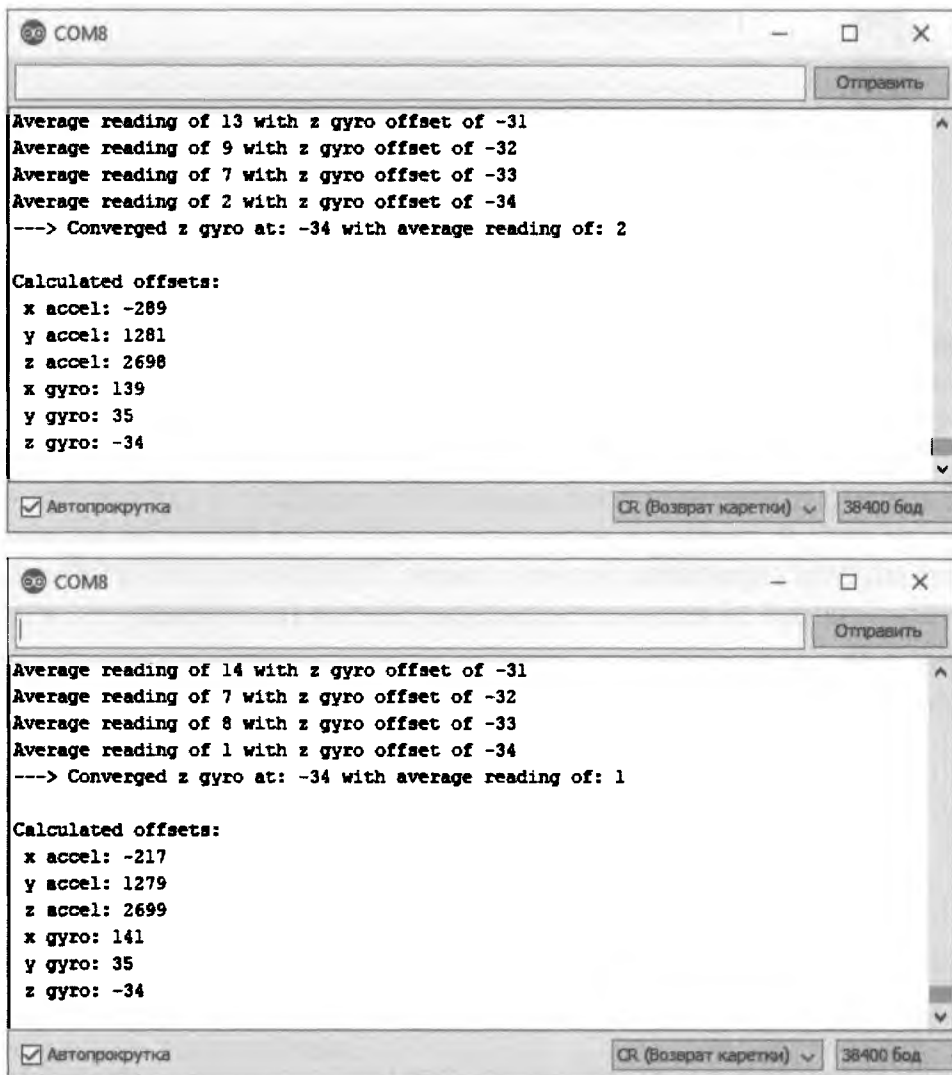 COM8
Отправить
Average reading of 13 with z gyro offset of -31
Average reading of 9 with z gyro offset of -32
Average reading of 7 with z gyro offset of -33
Average reading of 2 with z gyro offset of -34
---> Converged z gyro at: -34 with average reading of: 2
Calculated offsets:
x accel: -289
y accel: 1281
z accel: 2698
x gyro: 139
y gyro: 35
z gyro: -34
Автопрокрутка CR (Возврат каретки) 38400 бод
COM8
Отправить
Average reading of 14 with z gyro offset of -31
Average reading of 7 with z gyro offset of -32
Average reading of 8 with z gyro offset of -33
Average reading of 1 with z gyro offset of -34
---> Converged z gyro at: -34 with average reading of: 1
Calculated offsets:
x accel: -217
y accel: 1279
z accel: 2699
x gyro: 141
y gyro: 35
z gyro: -34
Автопрокрутка CR (Возврат каретки) 38400 бод